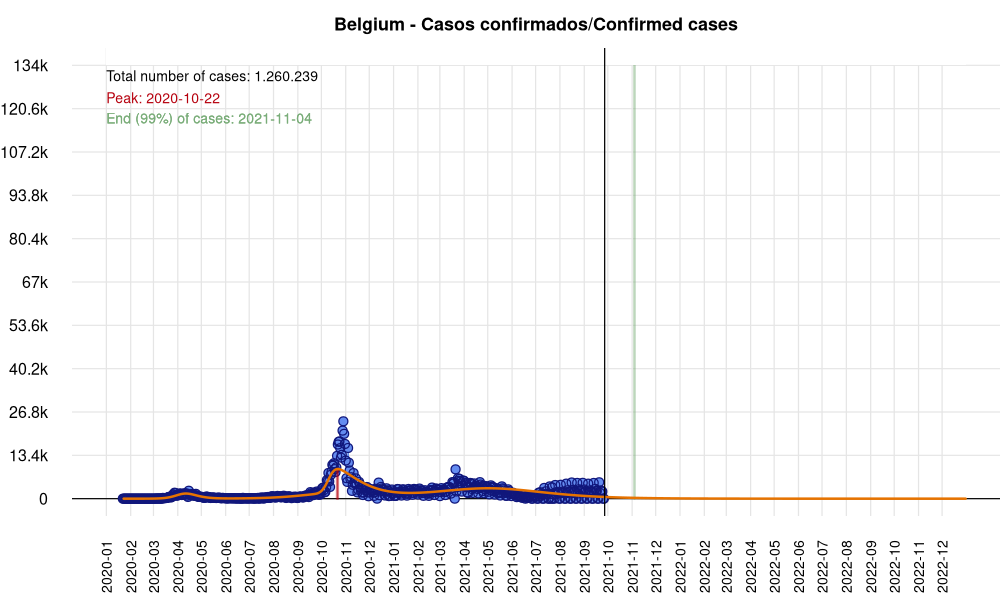 Belgium - Casos confirmados/Confirmed cases
134k
120.6k
107.2k
93.8k
80.4k
67k
53.6k
40.2k
26.8k
13.4k
0
Total number of cases: 1.260.239
Peak: 2020-10-22
End (99%) of cases: 2021-11-04
2020-01
2020-02
2020-03
2020-04
2020-05
2020-06
2020-07
2020-08
2020-09
2020-10
2020-11
2020-12
2021-01
2021-02
2021-03
2021-04
2021-05
2021-06
2021-07
2021-08
2021-09
2021-10
2021-11
2021-12
2022-01
2022-02
2022-03
2022-04
2022-05
2022-06
2022-07
2022-08
2022-09
2022-10
2022-11
2022-12